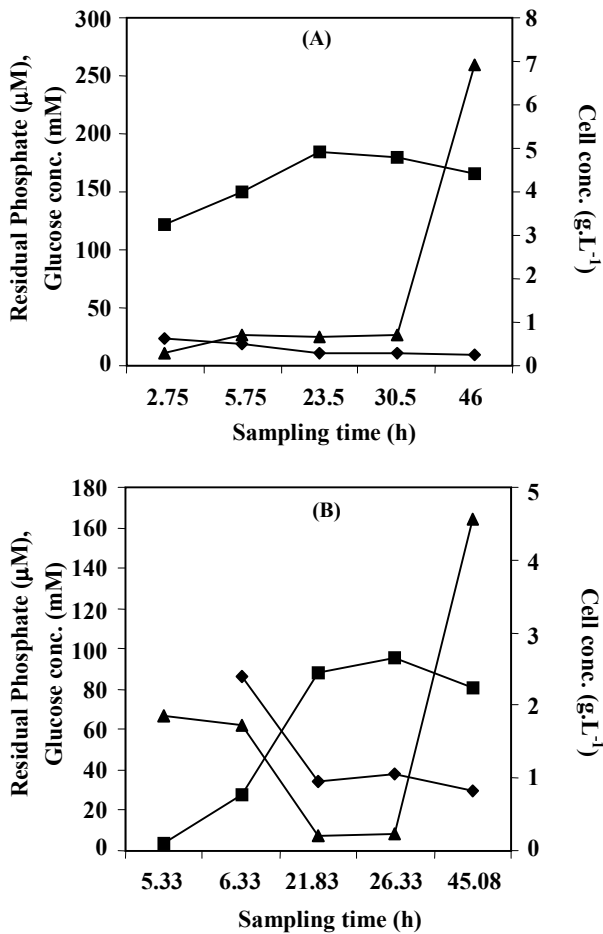 (A)
300
250
200
150
100
50
0
8
7
6
5
4
3
2
1
0
Residual Phosphate (µM),
Glucose conc. (mM)
Cell conc. (g.L-1)
2.75 5.75 23.5 30.5 46
Sampling time (h)
(B)
180
160
140
120
100
80
60
40
20
0
5
4
3
2
1
0
Residual Phosphate (µM),
Glucose conc. (mM)
Cell conc. (g.L-1)
5.33 6.33 21.83 26.33 45.08
Sampling time (h)